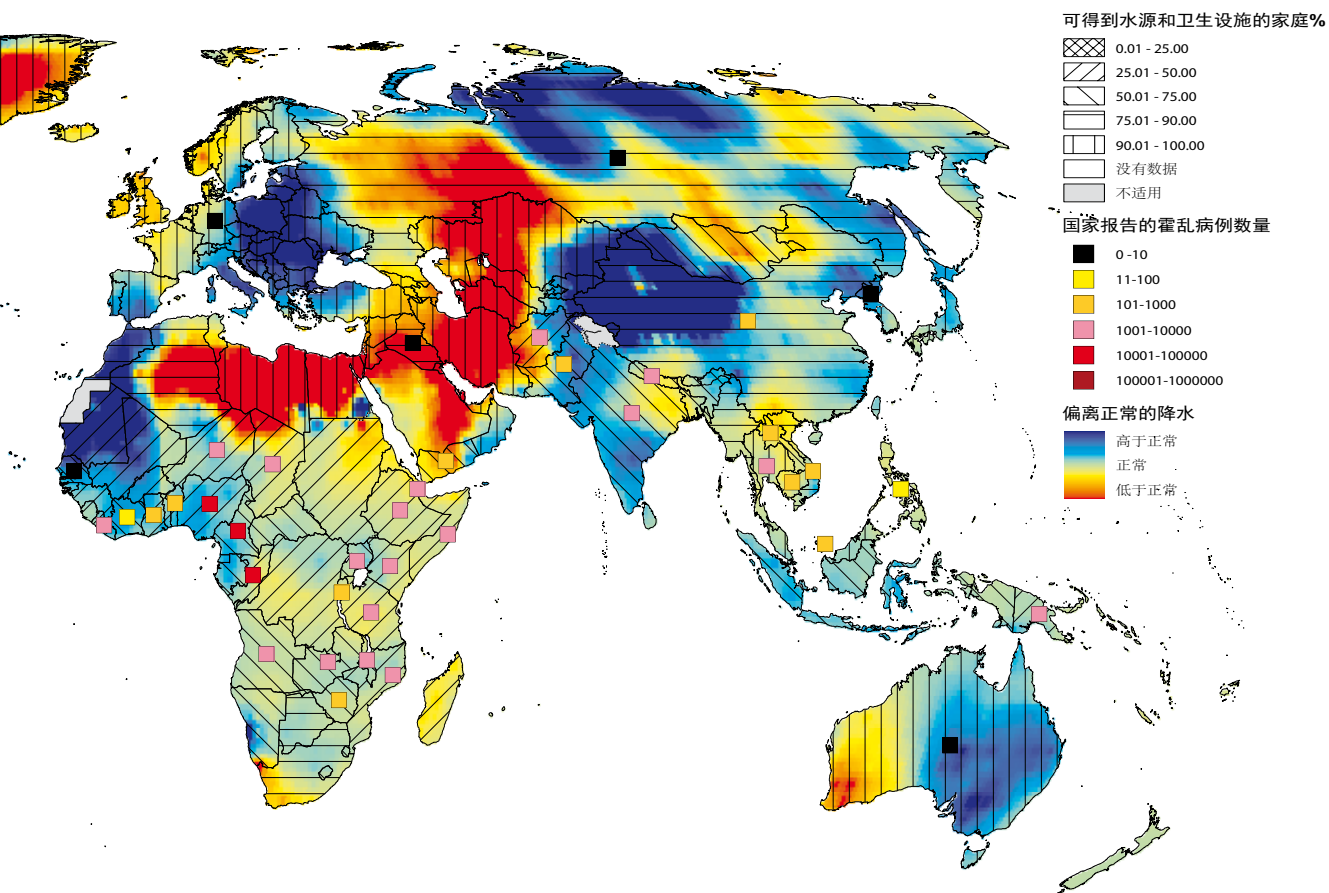 可得到水源和卫生设施的家庭%
0.01 - 25.00
25.01 - 50.00
50.01 - 75.00
75.01 - 90.00
90.01 - 100.00
没有数据
不适用
国家报告的霍乱病例数量
0 -10
11-100
101-1000
1001-10000
10001-100000
100001-1000000
偏离正常的降水
高于正常
正常
低于正常